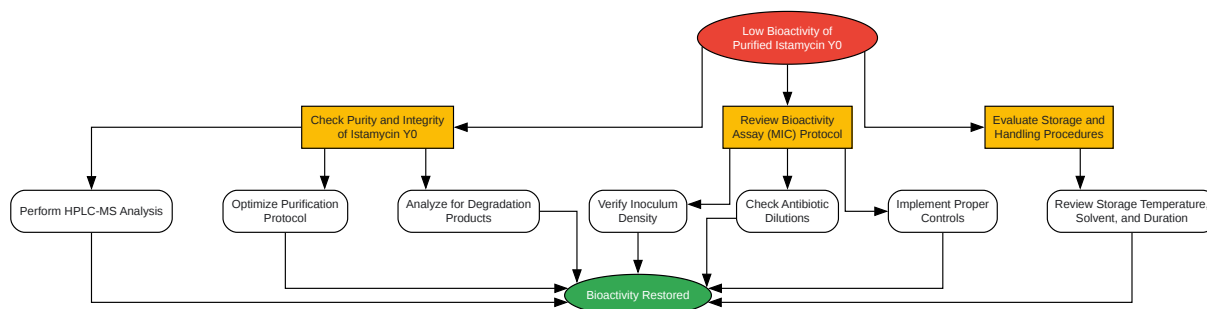 Low Bioactivity of
Purified Istamycin Y0
Check Purity and Integrity
of Istamycin Y0
Review Bioactivity
Assay (MIC) Protocol
Evaluate Storage and
Handling Procedures
Perform HPLC-MS Analysis
Optimize Purification
Protocol
Analyze for Degradation
Products
Verify Inoculum
Density
Check Antibiotic
Dilutions
Implement Proper
Controls
Review Storage Temperature,
Solvent, and Duration
Bioactivity Restored